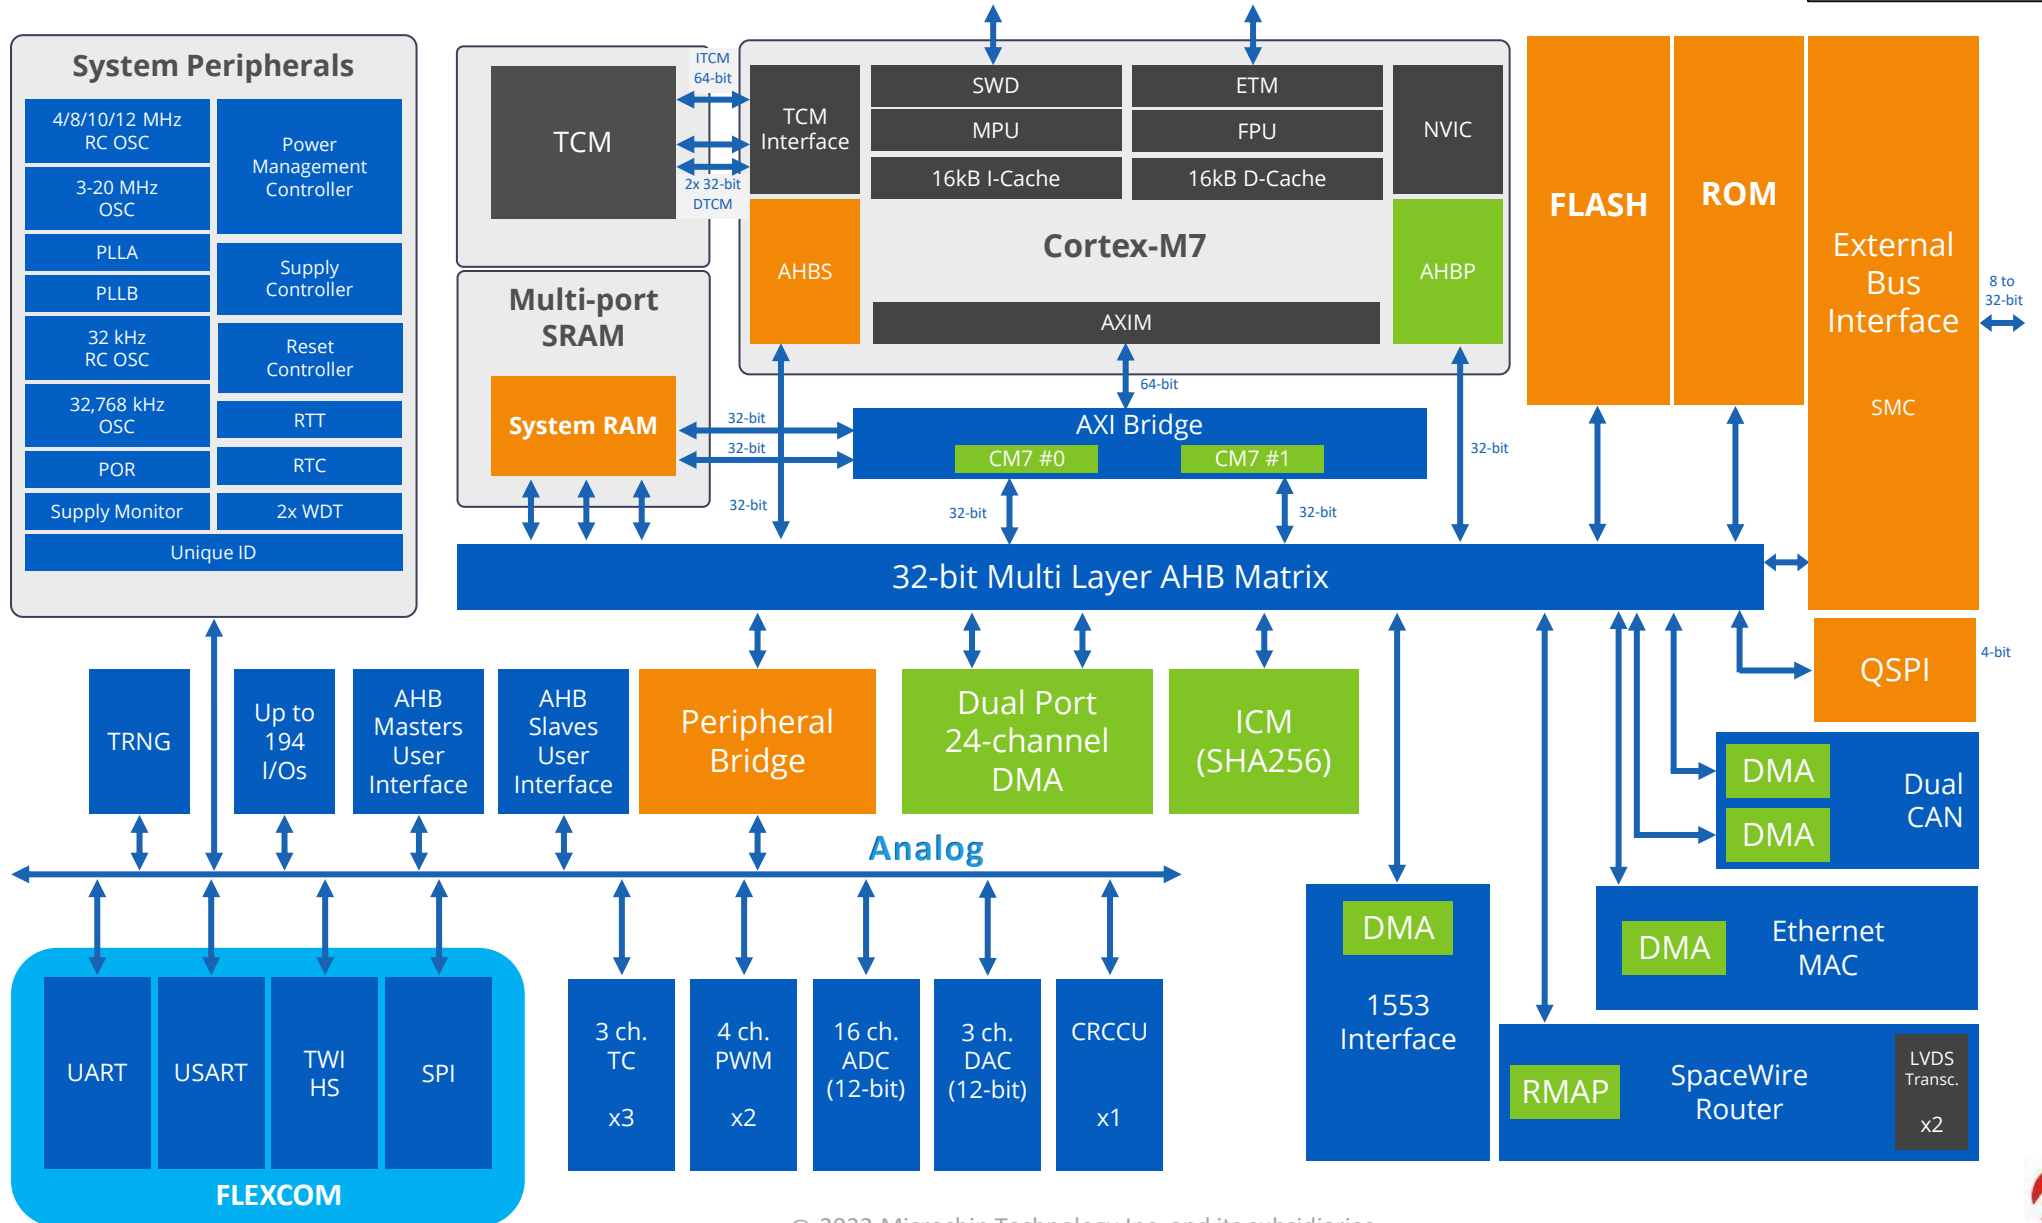 System Peripherals
4/8/10/12 MHz
RC OSC
3-20 MHz
OSC
PLLA
PLLB
32 kHz
RC OSC
32,768 kHz
OSC
POR
Supply Monitor
Power
Management
Controller
Supply
Controller
Reset
Controller
RTT
RTC
2x WDT
Unique ID
TCM
ITCM
64-bit
2x 32-bit
DTCM
Multi-port
SRAM
System RAM
TCM
Interface
SWD
MPU
16kB I-Cache
ETM
FPU
16kB D-Cache
NVIC
AHBS
Cortex-M7
AHBP
AXIM
64-bit
32-bit
32-bit
32-bit
AXI Bridge
CM7 #0
CM7 #1
32-bit
32-bit
32-bit
FLASH
ROM
External
Bus
Interface
SMC
8 to
32-bit
32-bit Multi Layer AHB Matrix
QSPI
4-bit
TRNG
Up to
194
I/Os
AHB
Masters
User
Interface
AHB
Slaves
User
Interface
Peripheral
Bridge
Dual Port
24-channel
DMA
ICM
(SHA256)
DMA
DMA
Dual
CAN
Analog
DMA
1553
Interface
DMA
Ethernet
MAC
RMAP
SpaceWire
Router
LVDS
Transc.
x2
UART
USART
TWI
HS
SPI
FLEXCOM
3 ch.
TC
x3
4 ch.
PWM
x2
16 ch.
ADC
(12-bit)
3 ch.
DAC
(12-bit)
CRCCU
x1
© 2022 Microchip Technology Inc. and its subsidiaries